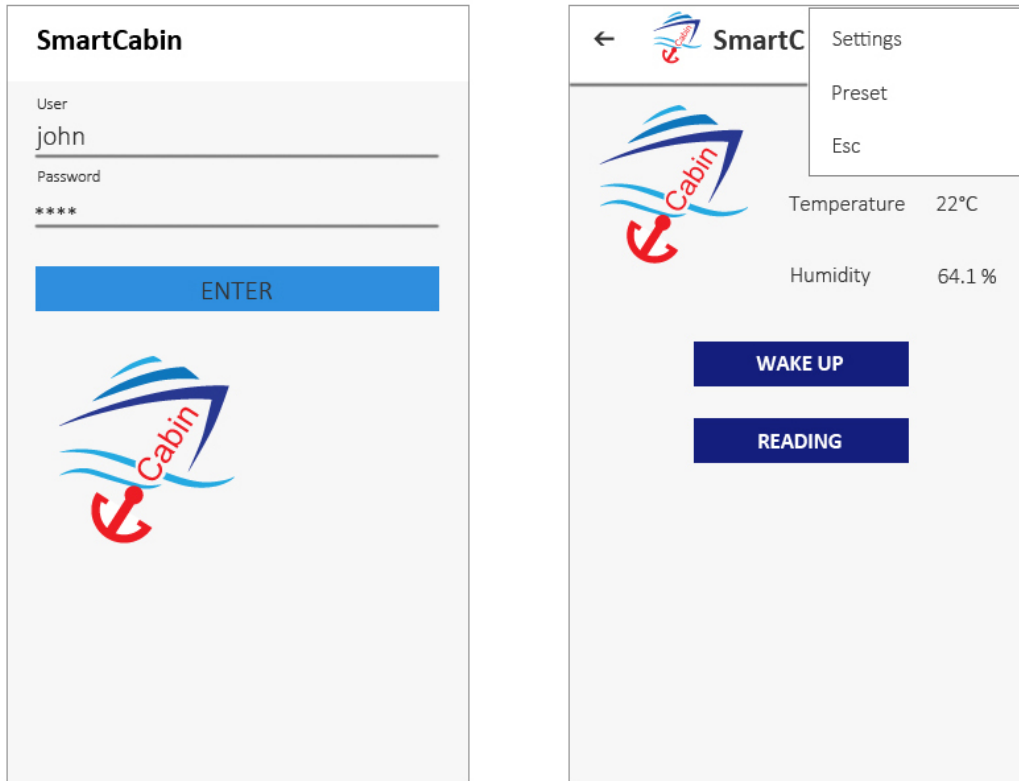 SmartCabin
User
john
Password
****
ENTER
Cabin
← Cabin SmartC
Settings
Preset
Esc
Cabin
Temperature 22°C
Humidity 64.1 %
WAKE UP
READING